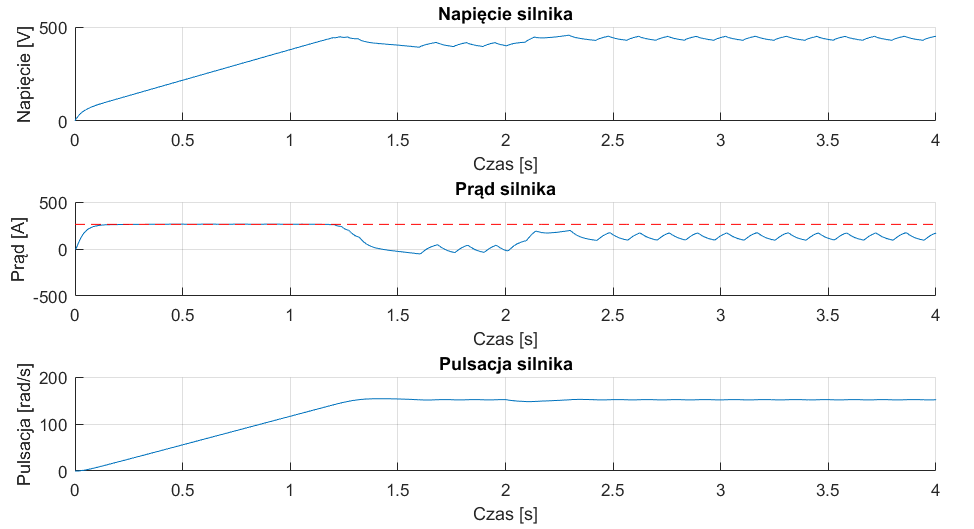 Napięcie silnika
Napięcie [V]
500
0
0 0.5 1 1.5 2 2.5 3 3.5 4
Czas [s]
Prąd silnika
Prąd [A]
500
0
-500
0 0.5 1 1.5 2 2.5 3 3.5 4
Czas [s]
Pulsacja silnika
Pulsacja [rad/s]
200
100
0
0 0.5 1 1.5 2 2.5 3 3.5 4
Czas [s]